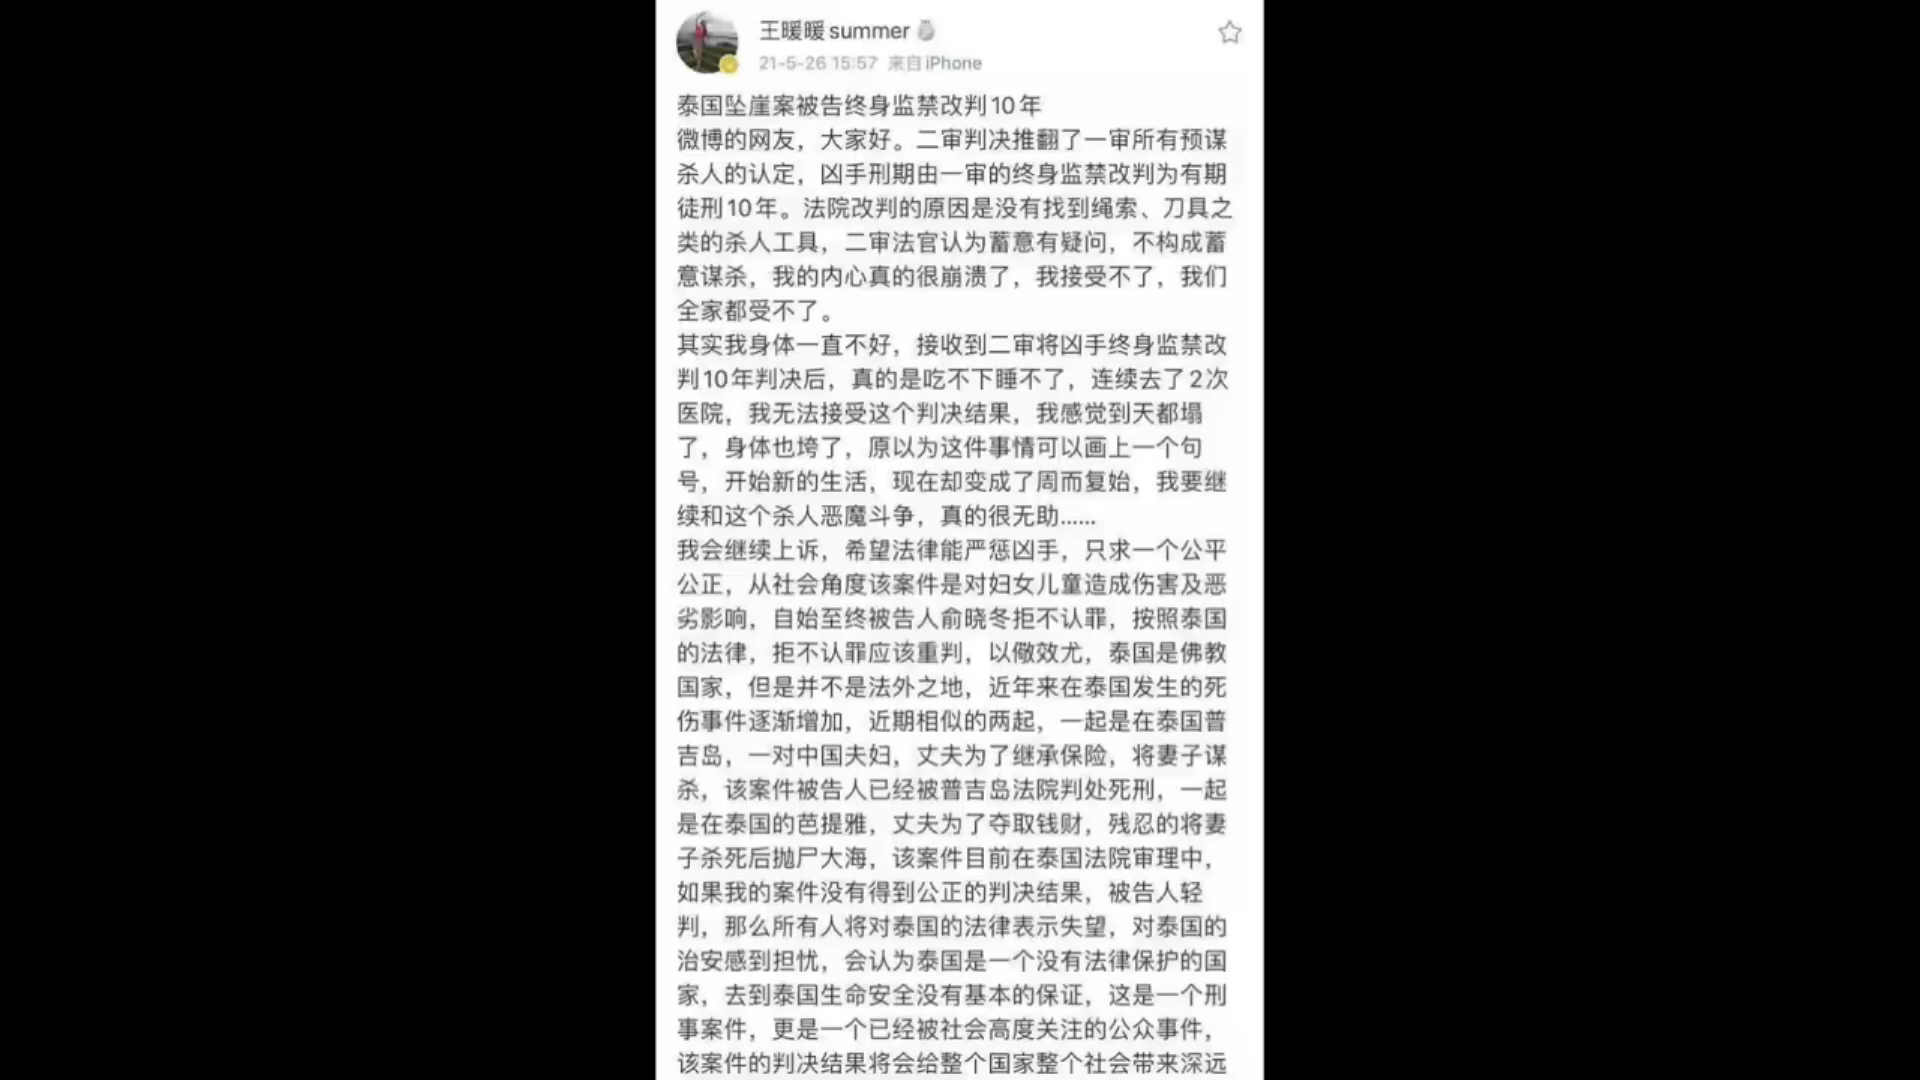 王暖暖summer
21-5-26 15:57 来自iPhone
泰国坠崖案被告终身监禁改判10年
微博的网友，大家好。二审判决推翻了一审所有预谋
杀人的认定，凶手刑期由一审的终身监禁改判为有期
徒刑10年。法院改判的原因是没有找到绳索、刀具之
类的杀人工具，二审法官认为蓄意有疑问，不构成蓄
意谋杀，我的内心真的很崩溃了，我接受不了，我们
全家都受不了。
其实我身体一直不好，接收到二审将凶手终身监禁改
判10年判决后，真的是吃不下睡不了，连续去了2次
医院，我无法接受这个判决结果，我感觉到天都塌
了，身体也垮了，原以为这件事情可以画上一个句
号，开始新的生活，现在却变成了周而复始，我要继
续和这个杀人恶魔斗争，真的很无助......
我会继续上诉，希望法律能严惩凶手，只求一个公平
公正，从社会角度该案件是对妇女儿童造成伤害及恶
劣影响，自始至终被告人俞晓冬拒不认罪，按照泰国
的法律，拒不认罪应该重判，以儆效尤，泰国是佛教
国家，但是并不是法外之地，近年来在泰国发生的死
伤事件逐渐增加，近期相似的两起，一起是在泰国普
吉岛，一对中国夫妇，丈夫为了继承保险，将妻子谋
杀，该案件被告人已经被普吉岛法院判处死刑，一起
是在泰国的芭提雅，丈夫为了夺取钱财，残忍的将妻
子杀死后抛尸大海，该案件目前在泰国法院审理中，
如果我的案件没有得到公正的判决结果，被告人轻
判，那么所有人将对泰国的法律表示失望，对泰国的
治安感到担忧，会认为泰国是一个没有法律保护的国
家，去到泰国生命安全没有基本的保证，这是一个刑
事案件，更是一个已经被社会高度关注的公众事件，
该案件的判决结果将会给整个国家整个社会带来深远